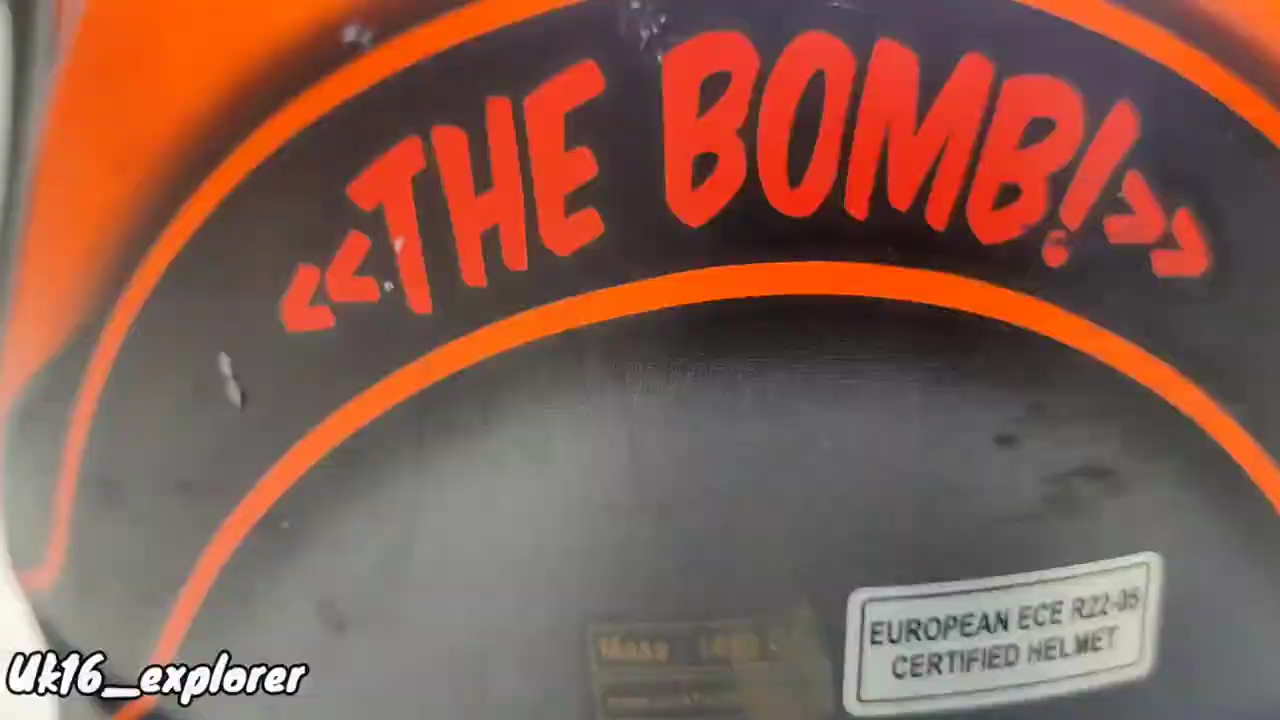 <<THE BOMB!>>
EUROPEAN ECE R22-05
CERTIFIED HELMET
Uk16_explorer